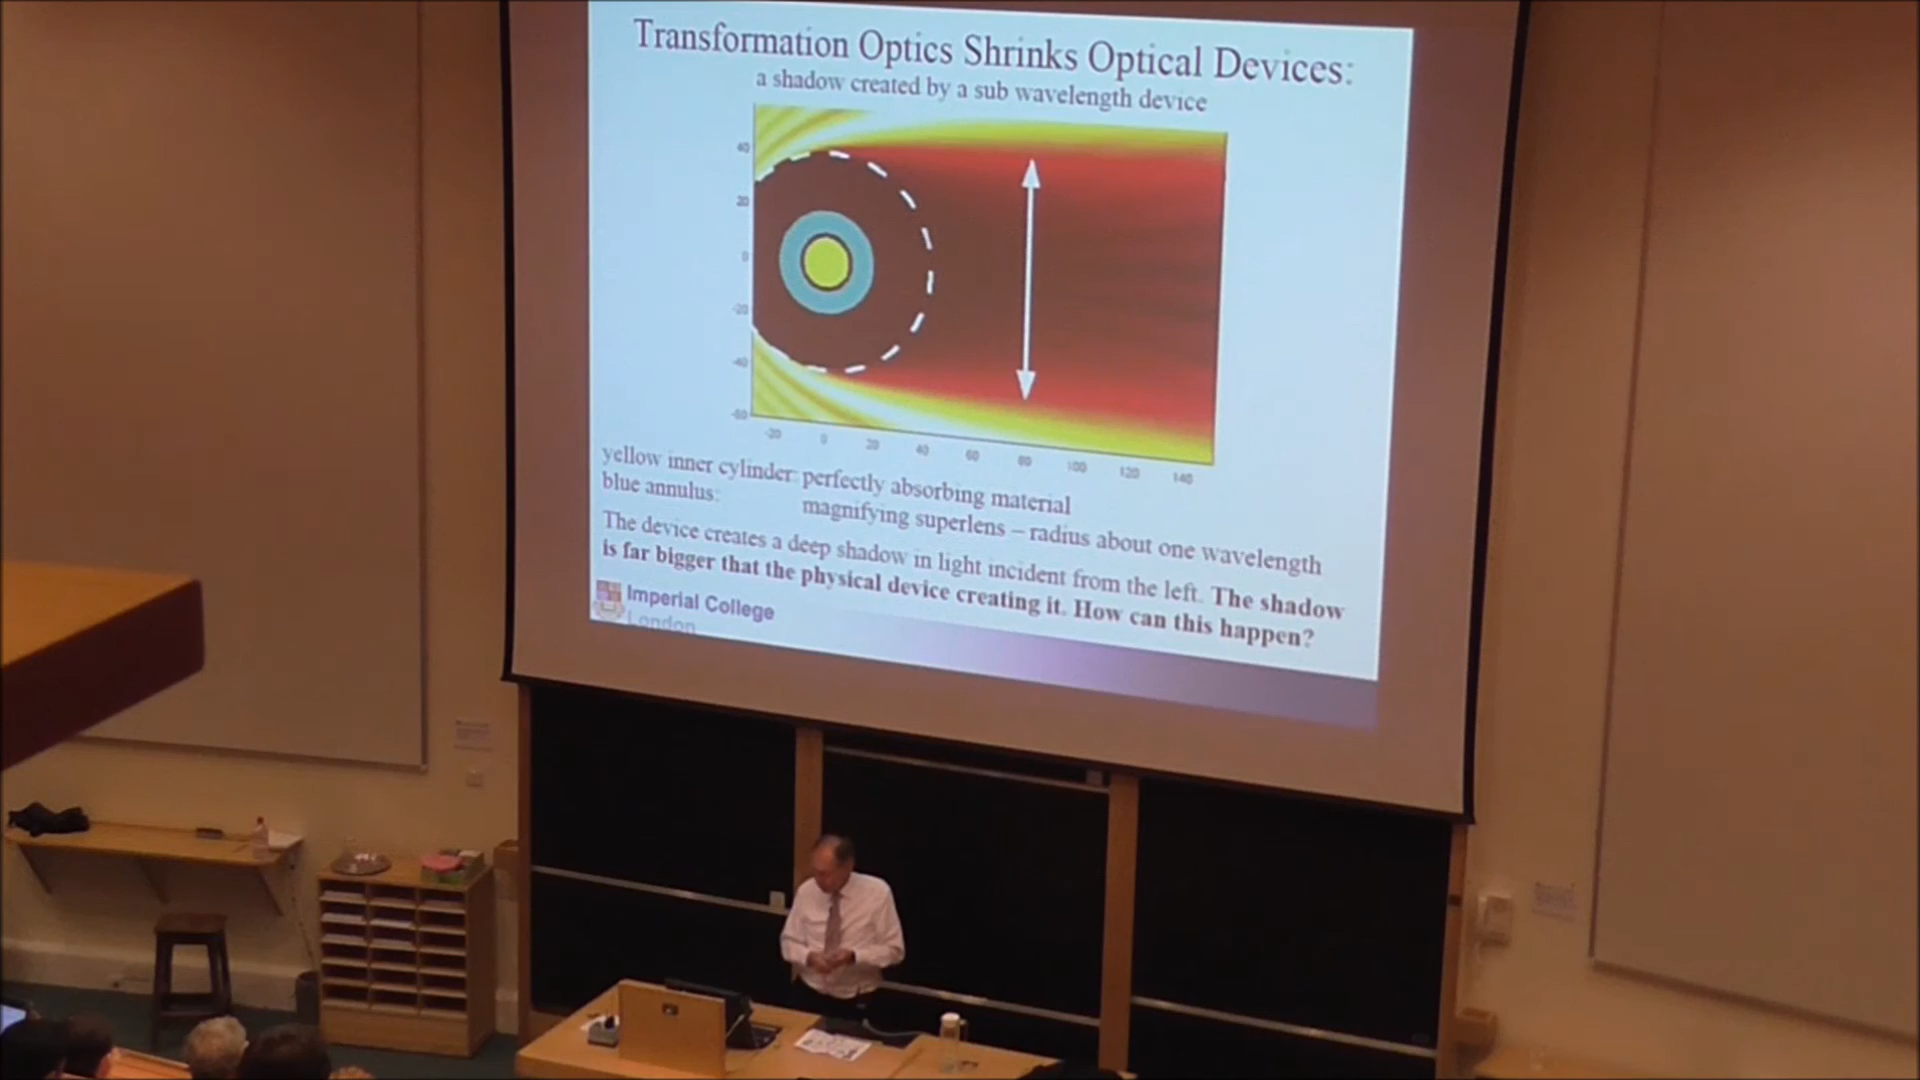 Transformation Optics Shrinks Optical Devices:
a shadow created by a sub wavelength device
40
20
0
-20
-40
-60
-20 0 20 40 60 80 100 120 140
yellow inner cylinder: perfectly absorbing material
blue annulus: magnifying superlens – radius about one wavelength
The device creates a deep shadow in light incident from the left. The shadow
is far bigger that the physical device creating it. How can this happen?
Imperial College
London